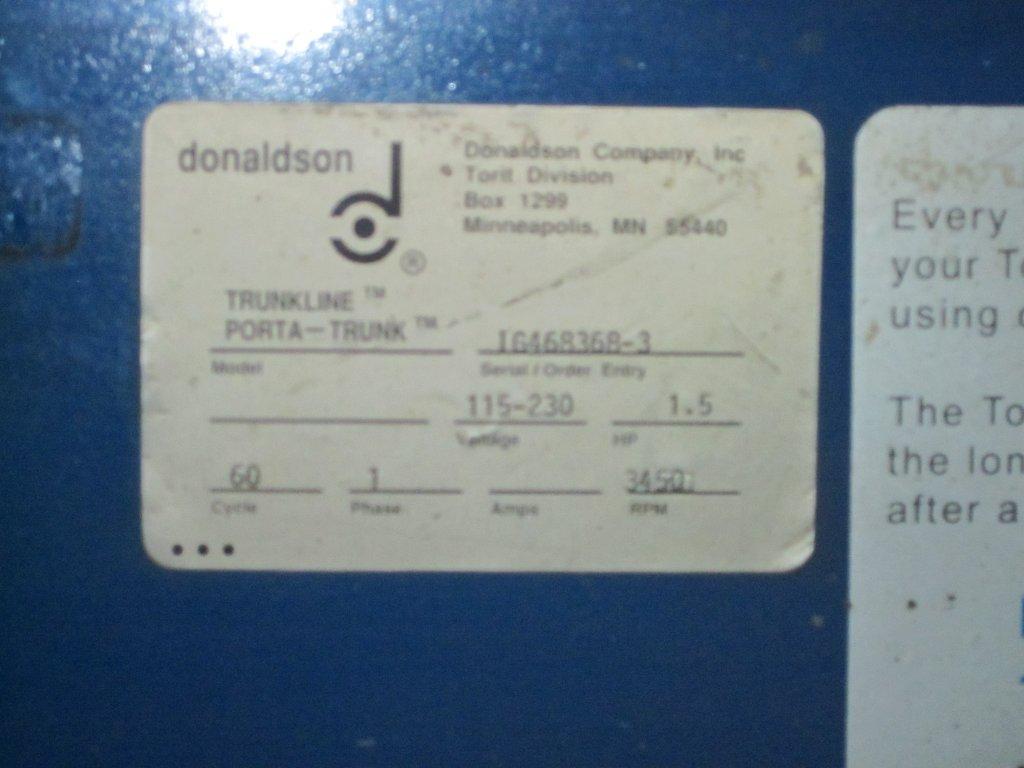 donaldson
®
Donaldson Company, Inc
Torit Division
Box 1299
Minneapolis, MN 55440
TRUNKLINE ™
PORTA-TRUNK ™
Model
IG468368-3
Serial / Order Entry
115-230
Voltage
1.5
HP
60
Cycle
1
Phase
Amps
3450
RPM
Every
your To
using
The To
the lon
after a